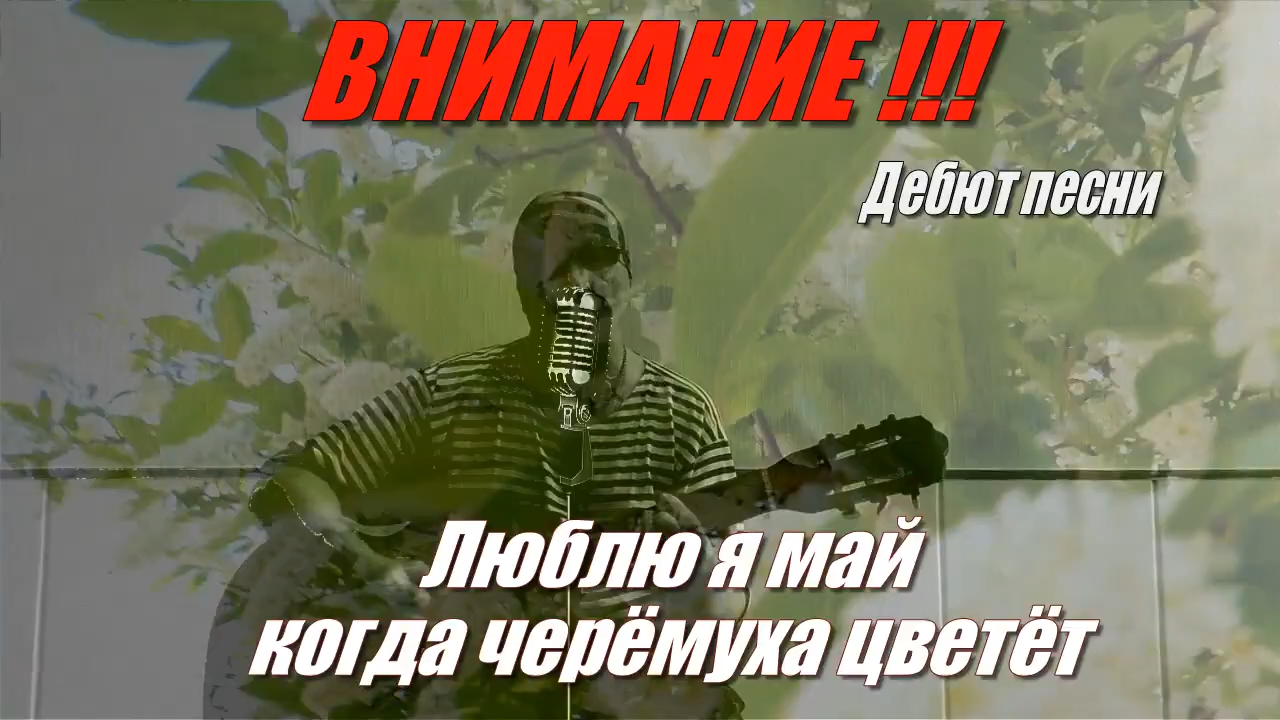 ВНИМАНИЕ !!!
Дебют песни
Люблю я май
когда черёмуха цветёт